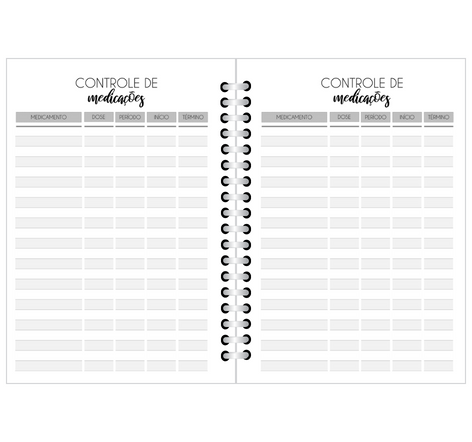 CONTROLE DE
medicações
MEDICAMENTO DOSE PERÍODO INÍCIO TÉRMINO
CONTROLE DE
medicações
MEDICAMENTO DOSE PERÍODO INÍCIO TÉRMINO